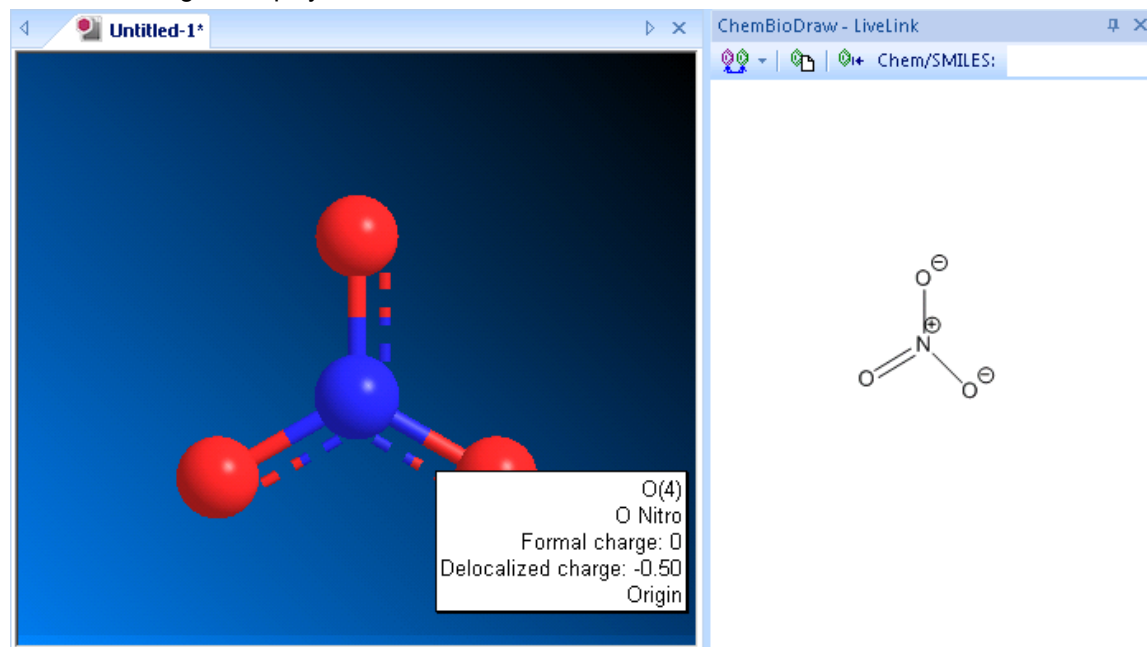 Untitled-1*
ChemBioDraw - LiveLink
Chem/SMILES:
O(4)
O Nitro
Formal charge: 0
Delocalized charge: -0.50
Origin
O⊖
⊕
N
O
O⊖